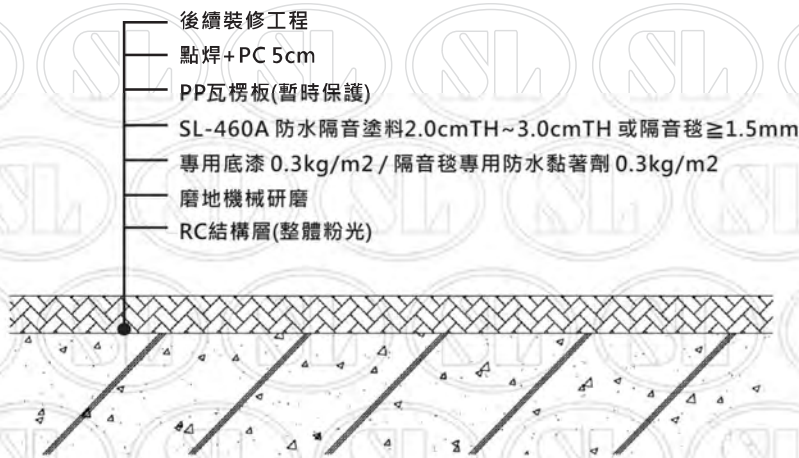 後續裝修工程
點焊+PC 5cm
PP瓦楞板(暫時保護)
SL-460A 防水隔音塗料2.0cmTH~3.0cmTH 或隔音毯≧1.5mm
專用底漆 0.3kg/m2 / 隔音毯專用防水黏著劑 0.3kg/m2
磨地機械研磨
RC結構層(整體粉光)